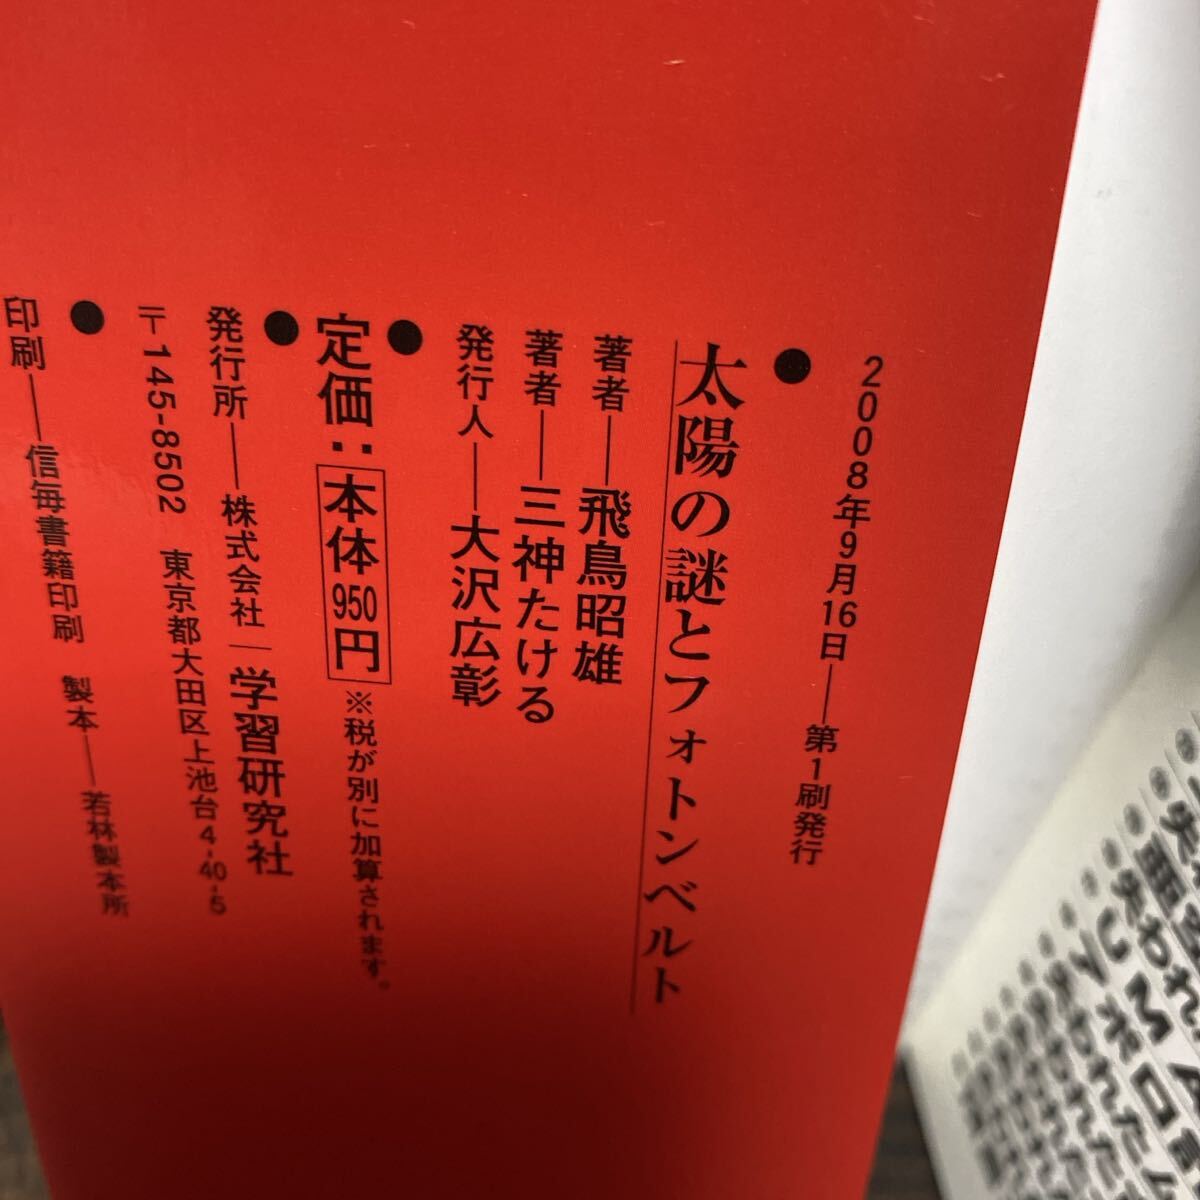 2008年9月16日──第1刷発行
●
太陽の謎とフォトンベルト
著者──飛鳥昭雄
著者──三神たける
発行人──大沢広彰
●
定価：本体950円 ※税が別に加算されます。
●
発行所──株式会社｜学習研究社
〒145-8502 東京都大田区上池台4-40-5
●
印刷──信毎書籍印刷 製本──若林製本所